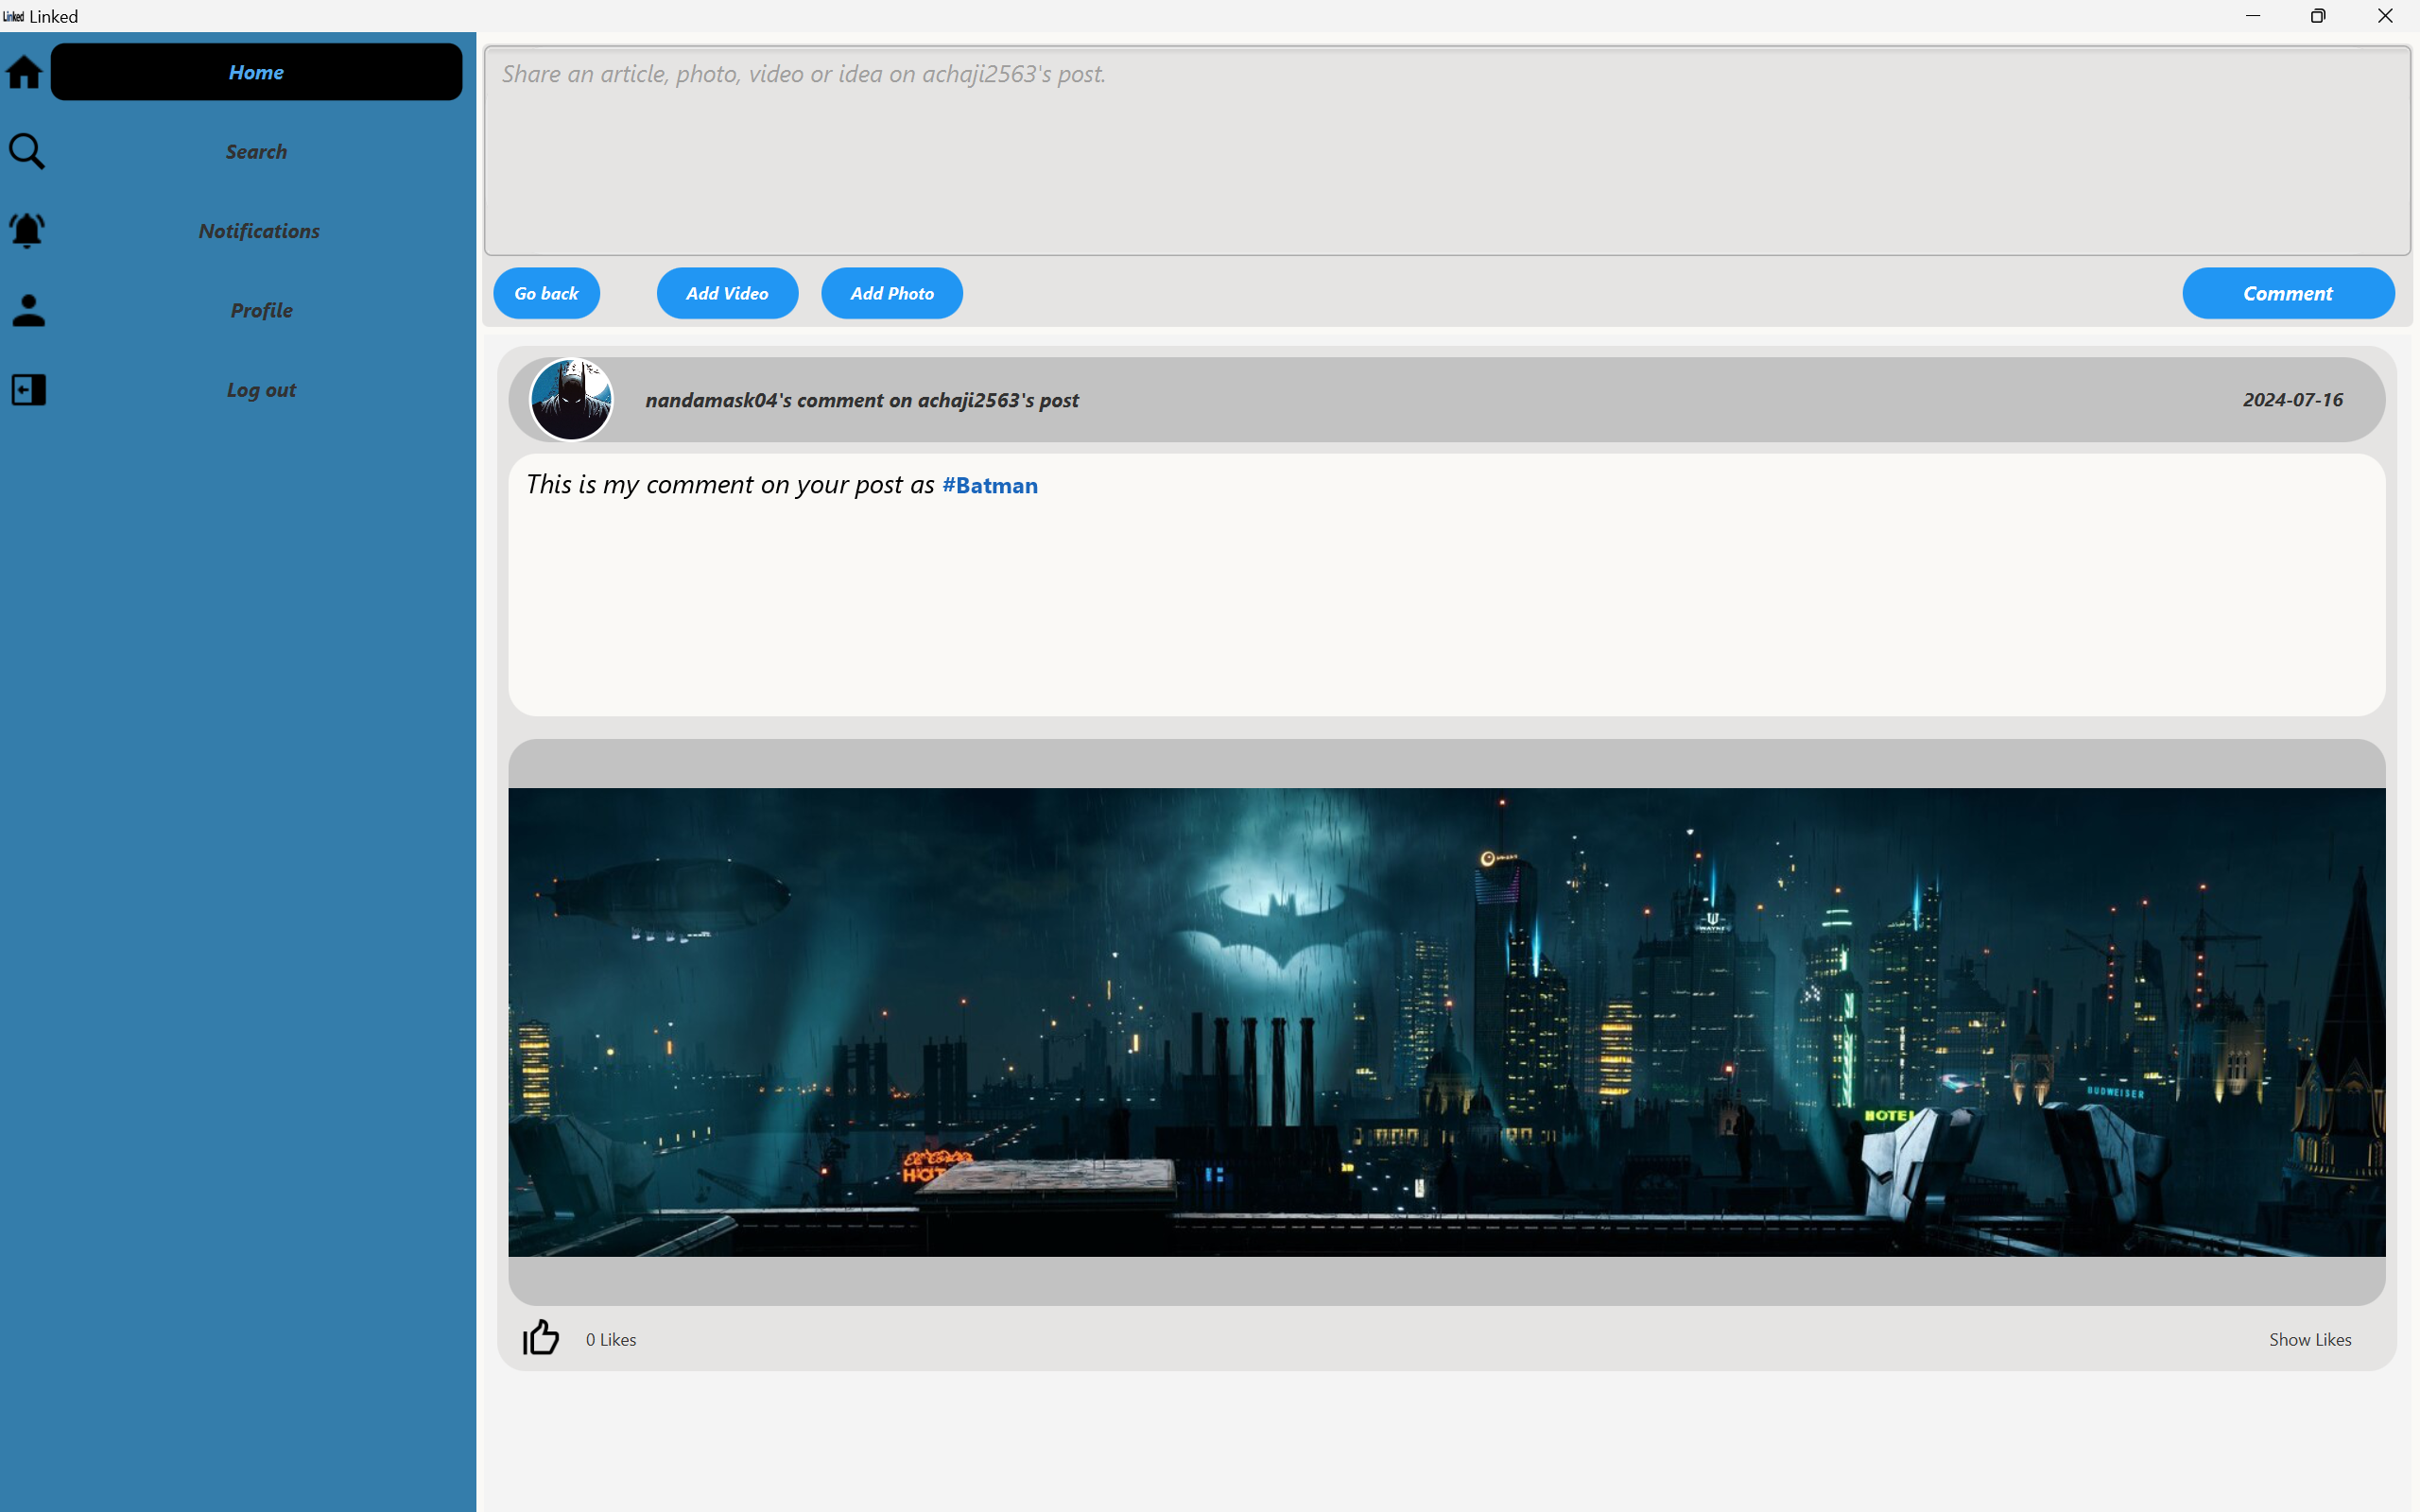 Linked Linked
Home
Search
Notifications
Profile
Log out
Share an article, photo, video or idea on achaji2563's post.
Go back
Add Video
Add Photo
Comment
nandamask04's comment on achaji2563's post
2024-07-16
This is my comment on your post as #Batman
WAYNE
HOTEL
BUDWEISER
0 Likes
Show Likes